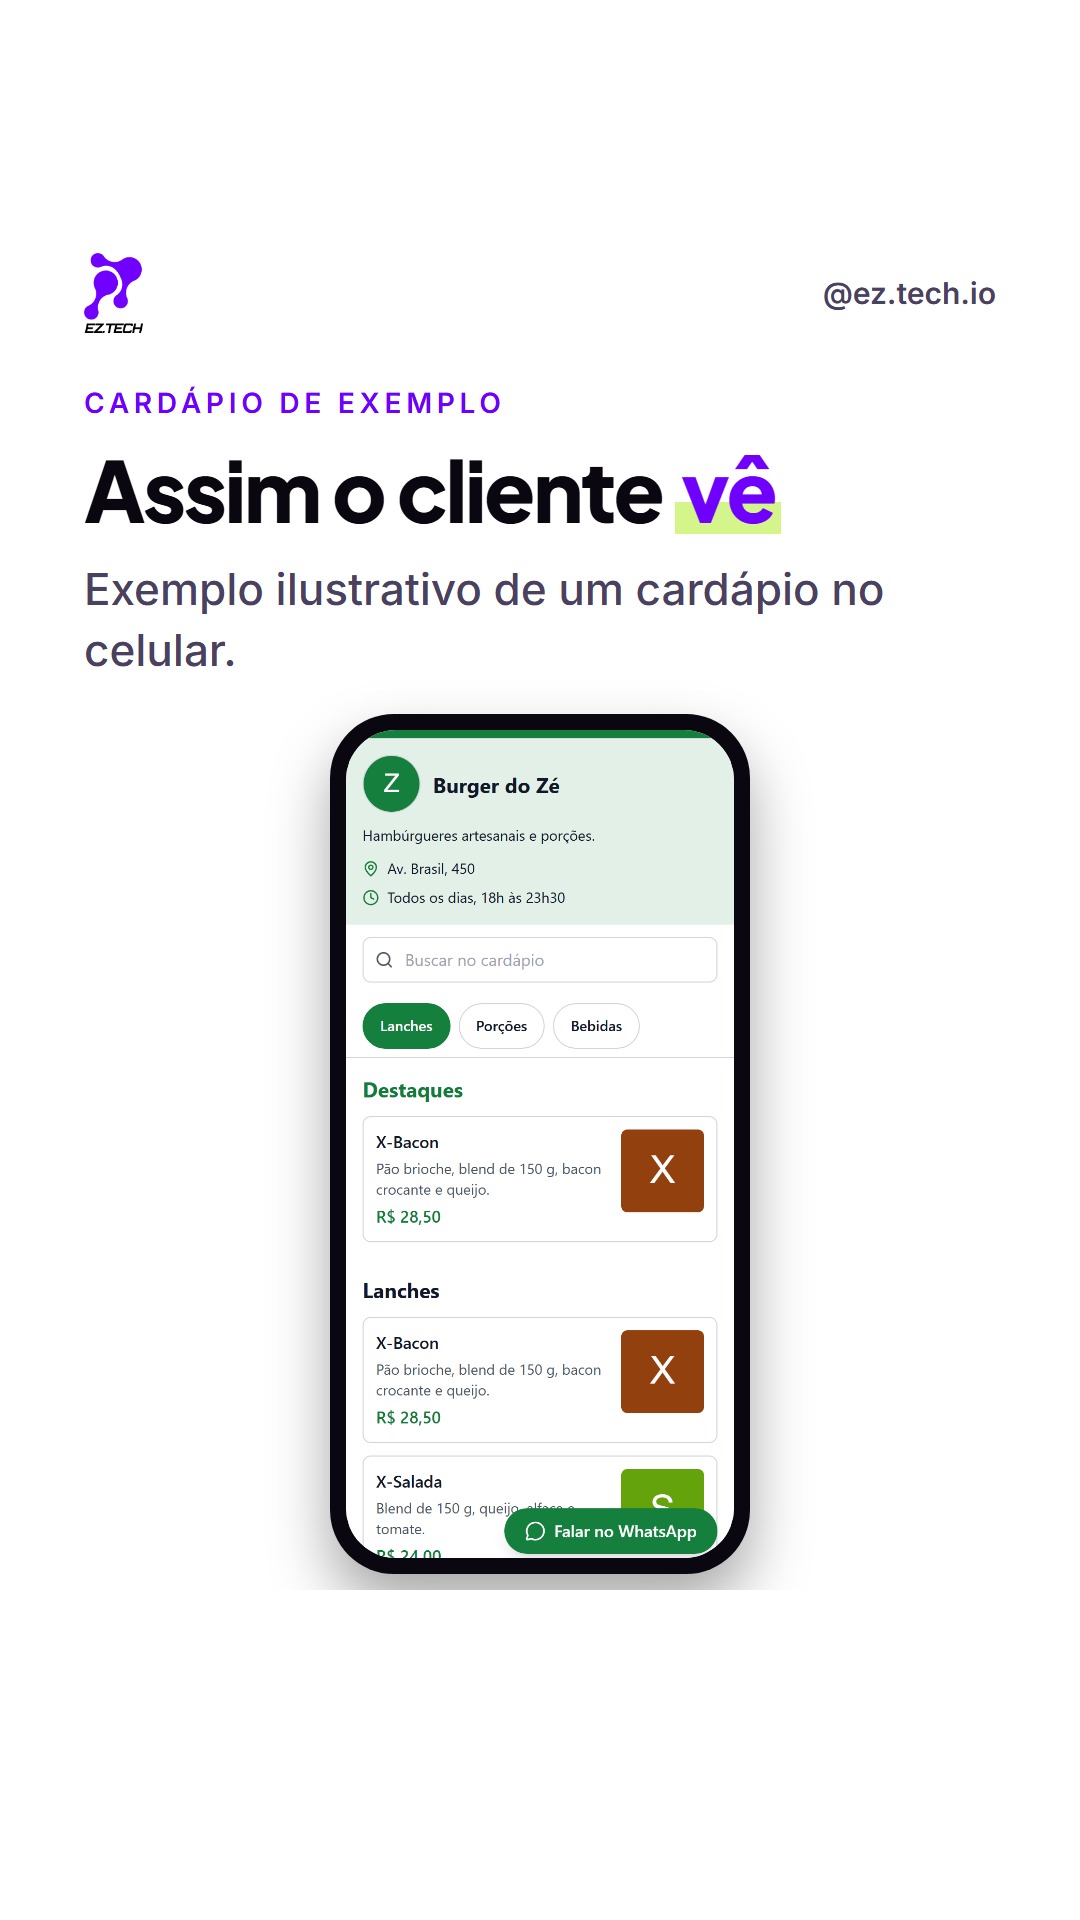 EZ.TECH
@ez.tech.io
CARDÁPIO DE EXEMPLO
Assim o cliente vê
Exemplo ilustrativo de um cardápio no
celular.
Z
Burger do Zé
Hambúrgueres artesanais e porções.
Av. Brasil, 450
Todos os dias, 18h às 23h30
Buscar no cardápio
Lanches
Porções
Bebidas
Destaques
X-Bacon
Pão brioche, blend de 150 g, bacon
crocante e queijo.
R$ 28,50
X
Lanches
X-Bacon
Pão brioche, blend de 150 g, bacon
crocante e queijo.
R$ 28,50
X
X-Salada
Blend de 150 g, queijo, alface e
tomate.
R$ 24,00
S
Falar no WhatsApp